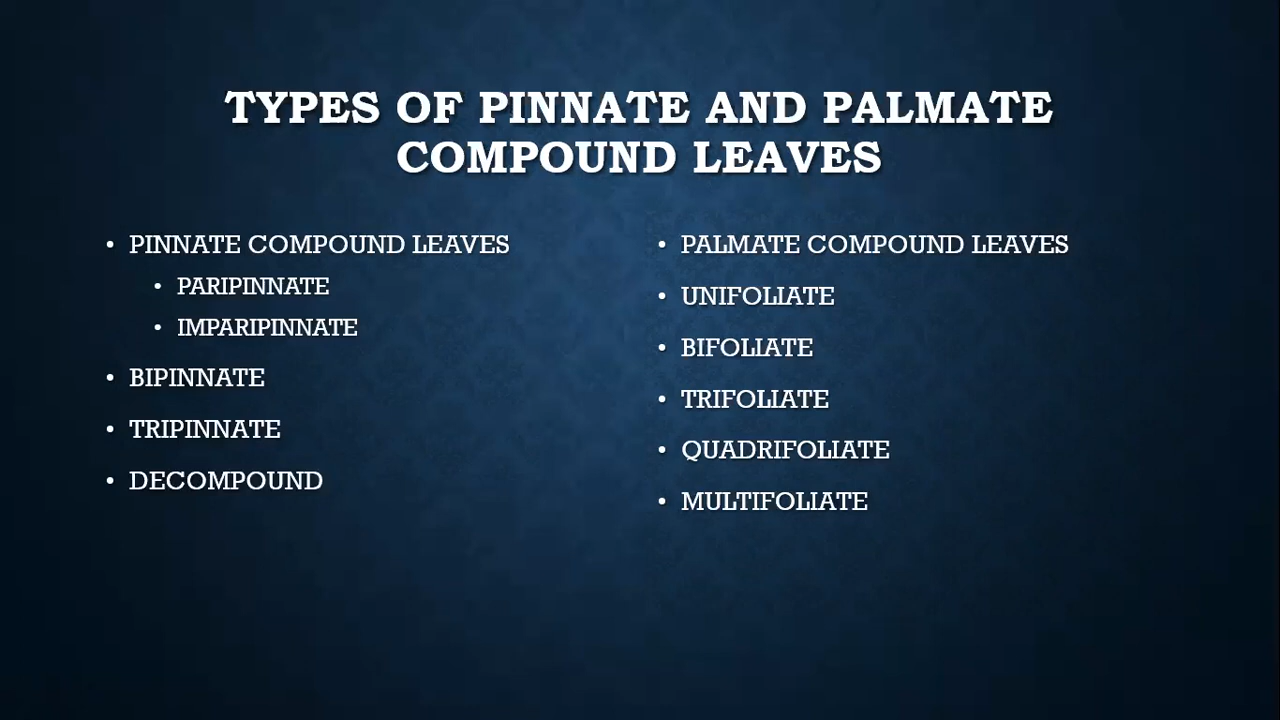 TYPES OF PINNATE AND PALMATE
COMPOUND LEAVES
• PINNATE COMPOUND LEAVES
• PARIPINNATE
• IMPARIPINNATE
• BIPINNATE
• TRIPINNATE
• DECOMPOUND
• PALMATE COMPOUND LEAVES
• UNIFOLIATE
• BIFOLIATE
• TRIFOLIATE
• QUADRIFOLIATE
• MULTIFOLIATE